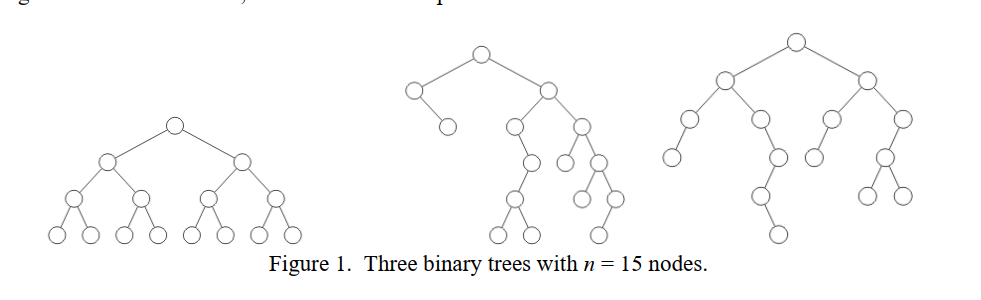 Figure 1. Three binary trees with n = 15 nodes.